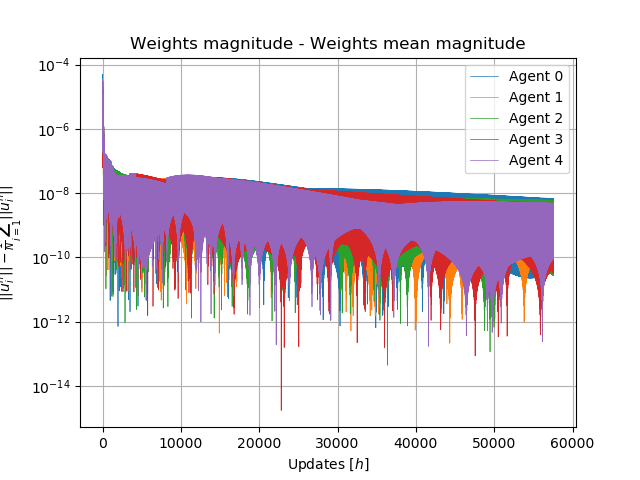 Weights magnitude - Weights mean magnitude
10⁻⁴
10⁻⁶
10⁻⁸
10⁻¹⁰
10⁻¹²
10⁻¹⁴
0
10000
20000
30000
40000
50000
60000
Updates [h]
Agent 0
Agent 1
Agent 2
Agent 3
Agent 4